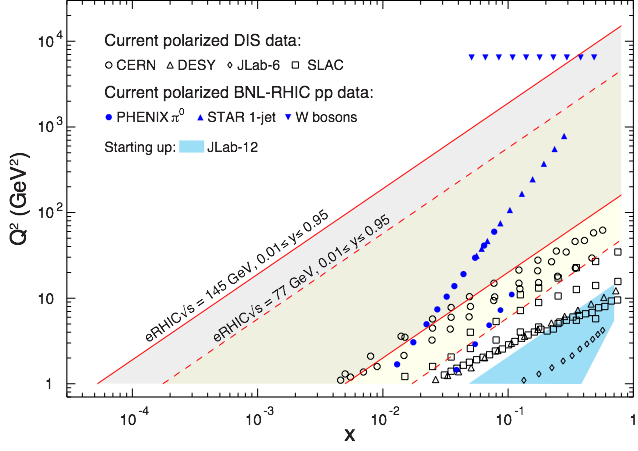 Current polarized DIS data:
CERN DESY JLab-6 SLAC
Current polarized BNL-RHIC pp data:
PHENIX π⁰ STAR 1-jet W bosons
Starting up: JLab-12
eRHIC√s = 145 GeV, 0.01≤ y≤ 0.95
eRHIC√s = 77 GeV, 0.01≤ y≤ 0.95
Q² (GeV²)
10⁴
10³
10²
10
1
10⁻⁴ 10⁻³ 10⁻² 10⁻¹ 1
x